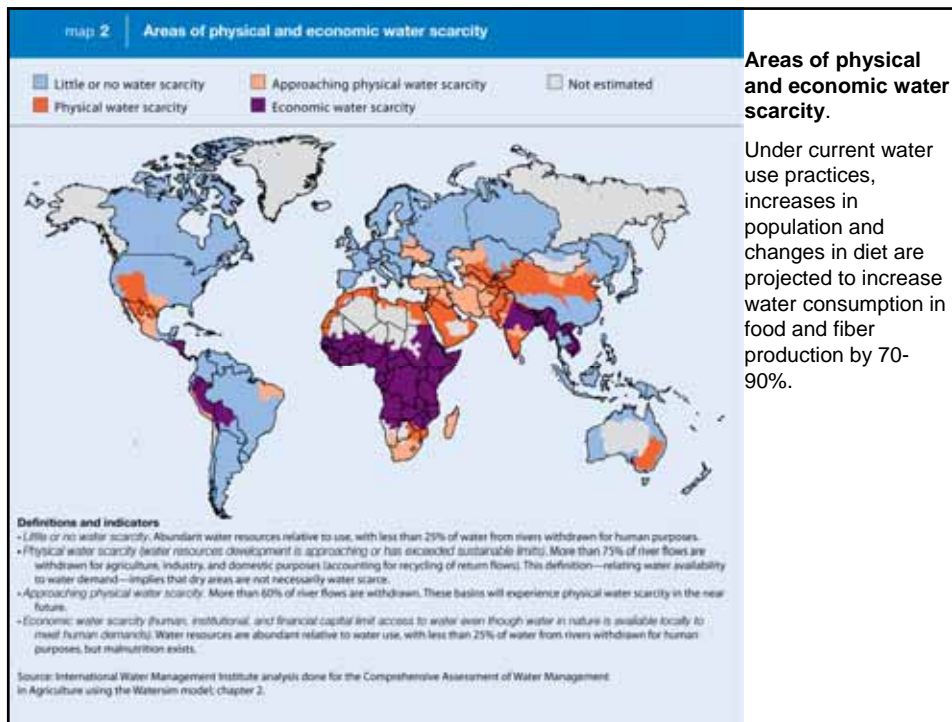 map 2 Areas of physical and economic water scarcity
Little or no water scarcity Approaching physical water scarcity Not estimated
Physical water scarcity Economic water scarcity
Definitions and indicators
• Little or no water scarcity. Abundant water resources relative to use, with less than 25% of water from rivers withdrawn for human purposes.
• Physical water scarcity (water resources development is approaching or has exceeded sustainable limits). More than 75% of river flows are
withdrawn for agriculture, industry, and domestic purposes (accounting for recycling of return flows). This definition—relating water availability
to water demand—implies that dry areas are not necessarily water scarce.
• Approaching physical water scarcity. More than 60% of river flows are withdrawn. These basins will experience physical water scarcity in the near
future.
• Economic water scarcity (human, institutional, and financial capital limit access to water even though water in nature is available locally to
meet human demands). Water resources are abundant relative to water use, with less than 25% of water from rivers withdrawn for human
purposes, but malnutrition exists.
Source: International Water Management Institute analysis done for the Comprehensive Assessment of Water Management
in Agriculture using the Watersim model; chapter 2.
Areas of physical
and economic water
scarcity.
Under current water
use practices,
increases in
population and
changes in diet are
projected to increase
water consumption in
food and fiber
production by 70-
90%.